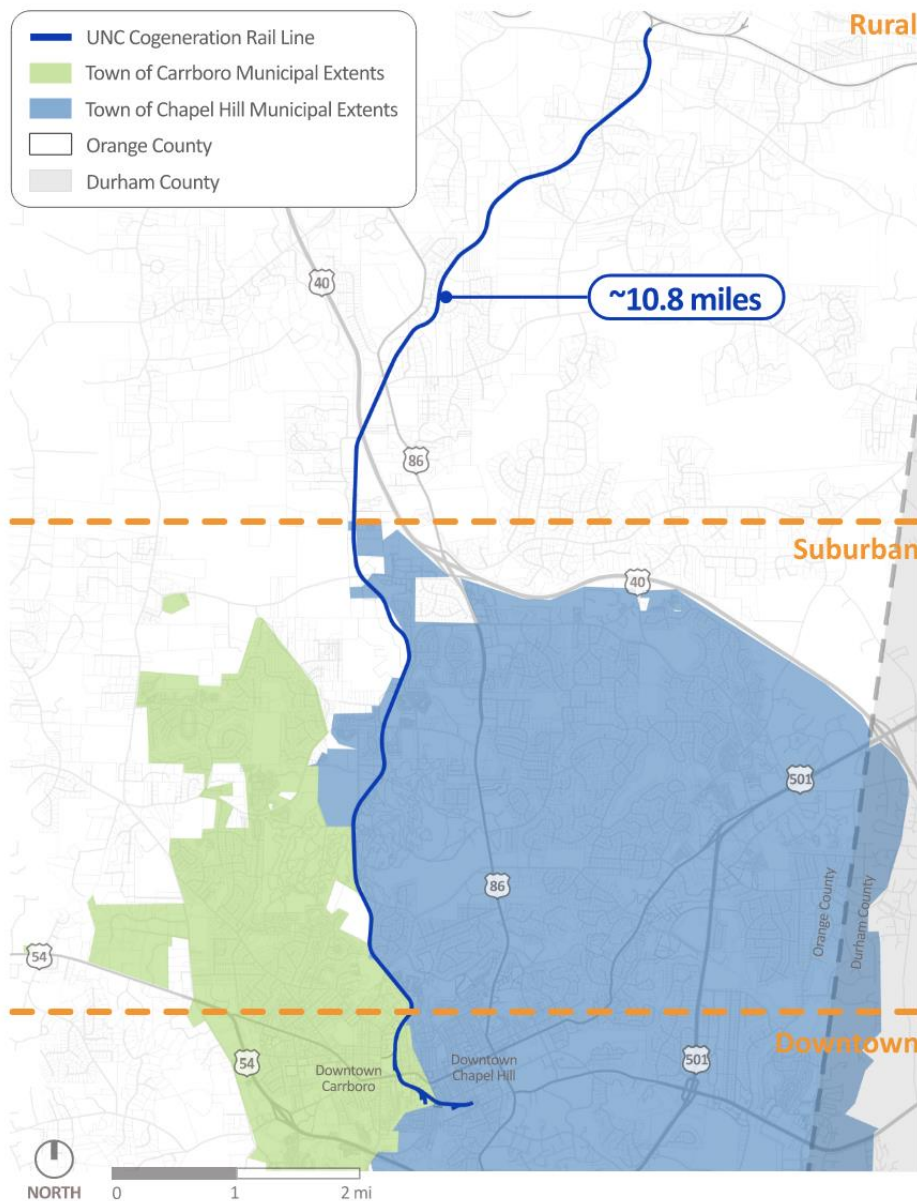 UNC Cogeneration Rail Line
Town of Carrboro Municipal Extents
Town of Chapel Hill Municipal Extents
Orange County
Durham County
Rural
40
~10.8 miles
86
Suburban
40
501
86
Orange County
Durham County
54
Downtown
54
Downtown
Carrboro
Downtown
Chapel Hill
501
NORTH
0 1 2 mi